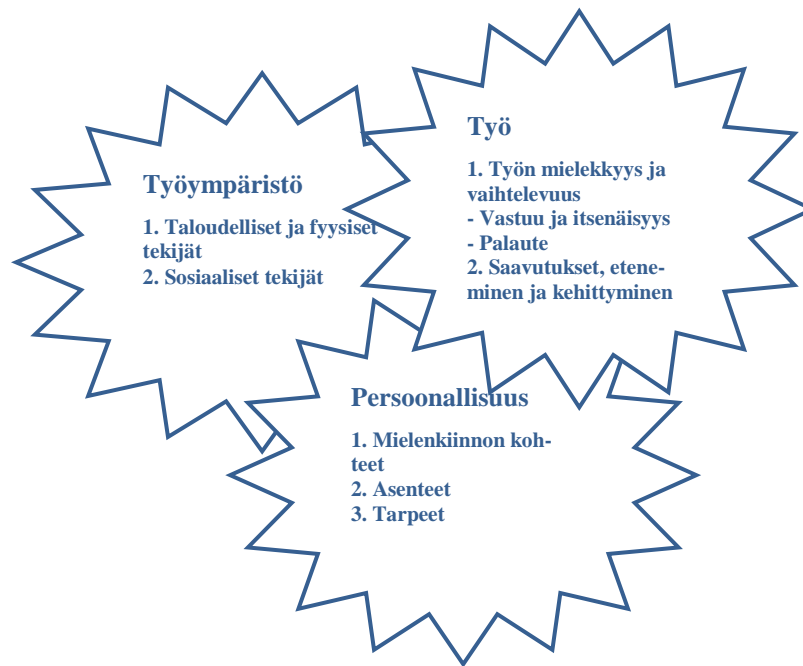 Työympäristö
1. Taloudelliset ja fyysiset
tekijät
2. Sosiaaliset tekijät
Työ
1. Työn mielekkyys ja
vaihtelevuus
- Vastuu ja itsenäisyys
- Palaute
2. Saavutukset, etene-
minen ja kehittyminen
Persoonallisuus
1. Mielenkiinnon koh-
teet
2. Asenteet
3. Tarpeet